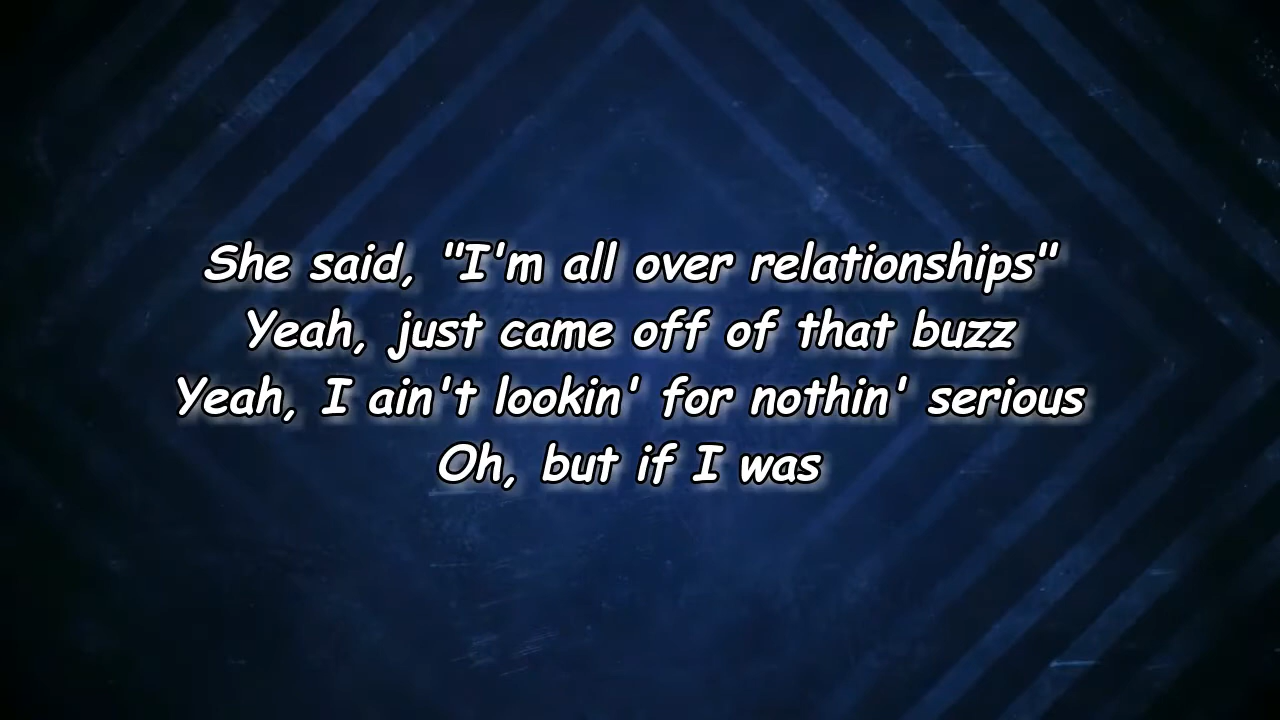 She said, "I'm all over relationships"
Yeah, just came off of that buzz
Yeah, I ain't lookin' for nothin' serious
Oh, but if I was